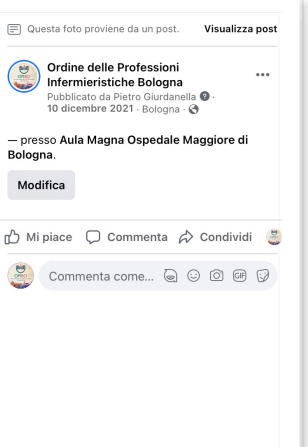 Questa foto proviene da un post. Visualizza post
Ordine delle Professioni
Infermieristiche Bologna
Pubblicato da Pietro Giurdanella ·
10 dicembre 2021 · Bologna ·
— presso Aula Magna Ospedale Maggiore di
Bologna.
Modifica
Mi piace Commenta Condividi
Commenta come... GIF